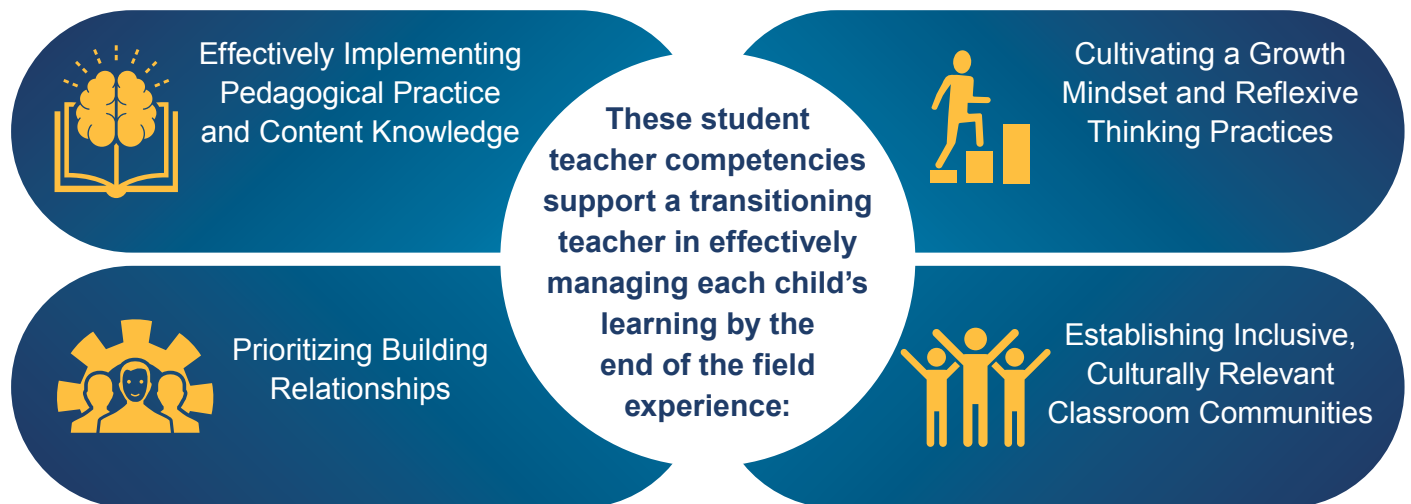 Effectively Implementing
Pedagogical Practice
and Content Knowledge
Cultivating a Growth
Mindset and Reflexive
Thinking Practices
These student
teacher competencies
support a transitioning
teacher in effectively
managing each child’s
learning by the
end of the field
experience:
Prioritizing Building
Relationships
Establishing Inclusive,
Culturally Relevant
Classroom Communities